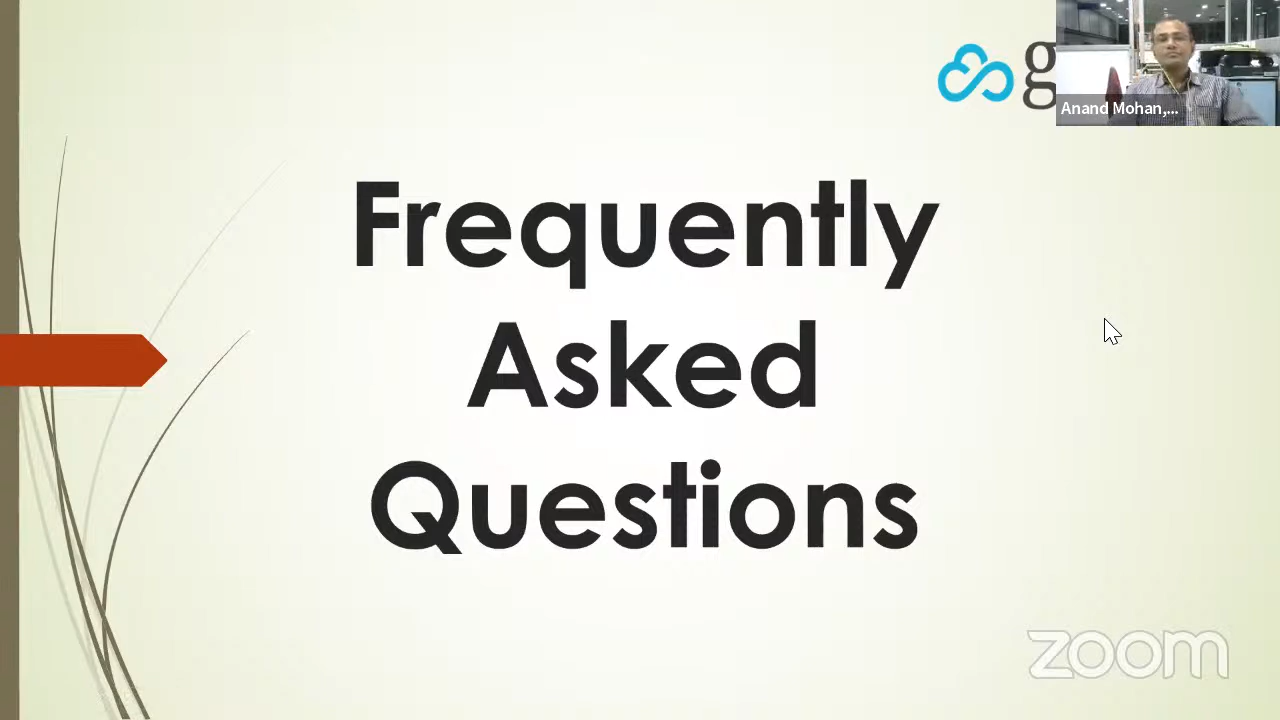 g
Anand Mohan,...
Frequently
Asked
Questions
zoom